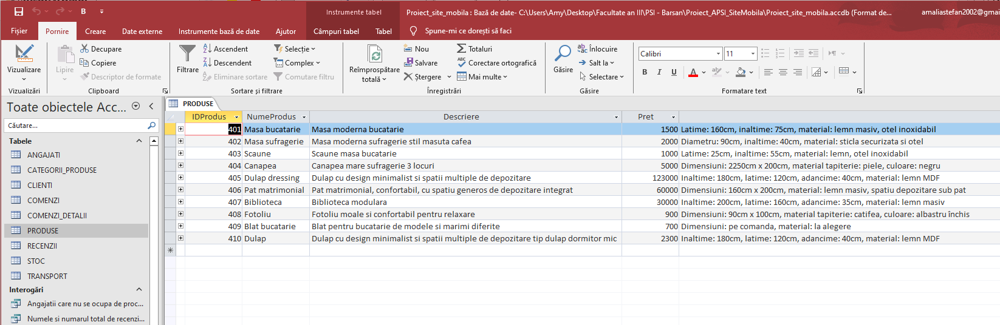 B
Instrumente tabel
Proiect_site_mobila : Bază de date- C:\Users\Amy\Desktop\Facultate an III\PSI - Barsan\Proiect_APSI_SiteMobila\Proiect_site_mobila.accdb (Format de...
amaliastefan2002@gmai
Fișier Pornire Creare Date externe Instrumente bază de date Ajutor Câmpuri tabel Tabel Spune-mi ce dorești să faci
Vizualizare
Vizualizări
Lipire
Decupare
Copiere
Descriptor de formate
Clipboard
Filtrare
Ascendent
Descendent
Eliminare sortare
Selecție
Complex
Comutare filtru
Sortare și filtrare
Reîmprospătare
totală
Nou
Salvare
Ștergere
Totaluri
Corectare ortografică
Mai multe
Înregistrări
Găsire
Înlocuire
Salt la
Selectare
Găsire
Calibri 11
B I U A
Formatare text
Toate obiectele Acc...
Căutare...
Tabele
ANGAJATI
CATEGORII_PRODUSE
CLIENTI
COMENZI
COMENZI_DETALII
PRODUSE
RECENZII
STOC
TRANSPORT
Interogări
Angajatii care nu se ocupa de proc...
Numele si numarul total de recenzi...
PRODUSE
IDProdus NumeProdus Descriere Pret
401 Masa bucatarie Masa moderna bucatarie 1500 Latime: 160cm, inaltime: 75cm, material: lemn masiv, otel inoxidabil
402 Masa sufragerie Masa moderna sufragerie stil masuta cafea 2000 Diametru: 90cm, inaltime: 40cm, material: sticla securizata si otel
403 Scaune Scaune masa bucatarie 1000 Latime: 25cm, inaltime: 55cm, material: lemn, otel inoxidabil
404 Canapea Canapea mare sufragerie 3 locuri 5000 Dimensiuni: 2250cm x 200cm, material tapiterie: piele, culoare: negru
405 Dulap dressing Dulap cu design minimalist si spatii multiple de depozitare 123000 Inaltime: 180cm, latime: 120cm, adancime: 40cm, material: lemn MDF
406 Pat matrimonial Pat matrimonial, confortabil, cu spatiu generos de depozitare integrat 60000 Dimensiuni: 160cm x 200cm, material: lemn masiv, spatiu depozitare sub pat
407 Biblioteca Biblioteca modulara 30000 Inaltime: 200cm, latime: 160cm, adancime: 35cm, material: lemn masiv
408 Fotoliu Fotoliu moale si confortabil pentru relaxare 900 Dimensiuni: 90cm x 100cm, material tapiterie: catifea, culoare: albastru închis
409 Blat bucatarie Blat pentru bucatarie de modele si marimi diferite 700 Dimensiuni: pe comanda, material: la alegere
410 Dulap Dulap cu design minimalist si spatii multiple de depozitare tip dulap dormitor mic 2300 Inaltime: 180cm, latime: 120cm, adancime: 40cm, material: lemn MDF